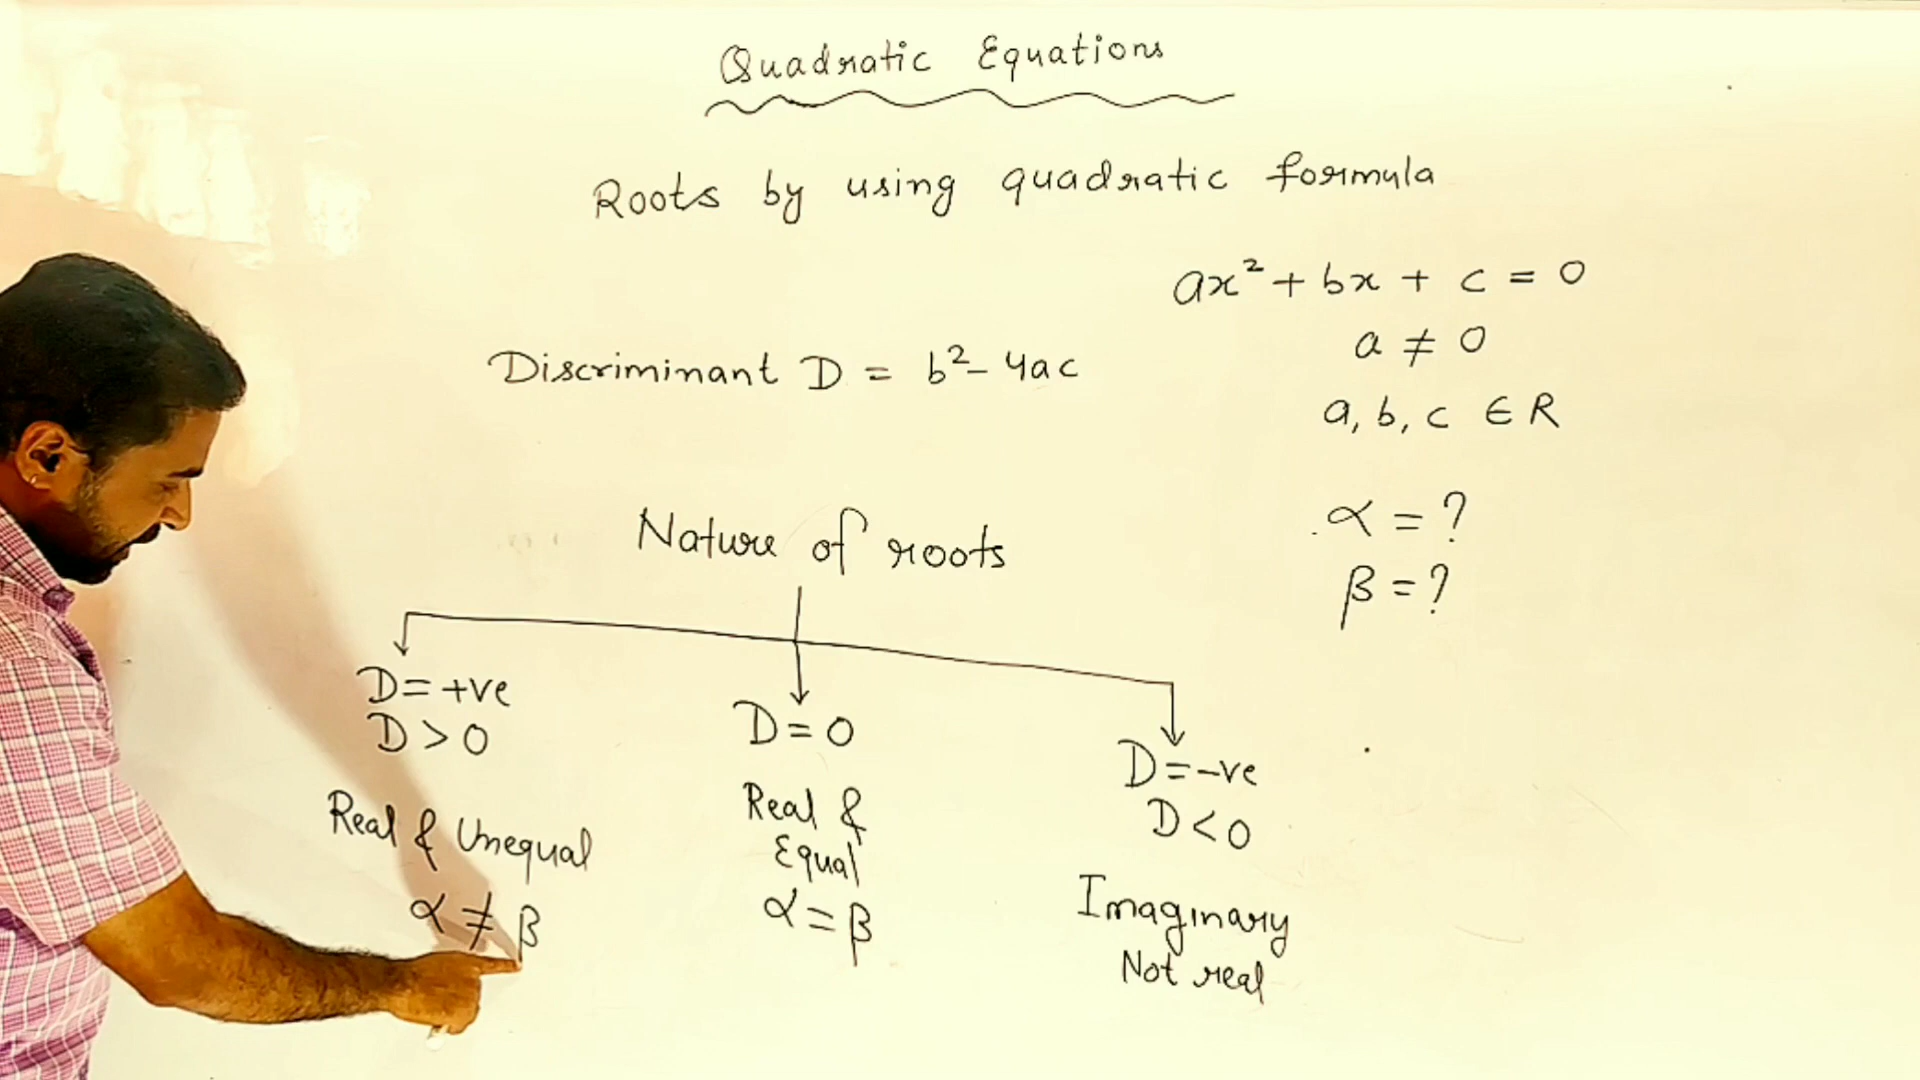 Quadratic Equations
Roots by using quadratic formula
ax² + bx + c = 0
a ≠ 0
Discriminant D = b² - 4ac
a, b, c ∈ R
α = ?
β = ?
Nature of roots
D = +ve
D > 0
Real & Unequal
α ≠ β
D = 0
Real &
Equal
α = β
D = -ve
D < 0
Imaginary
Not real